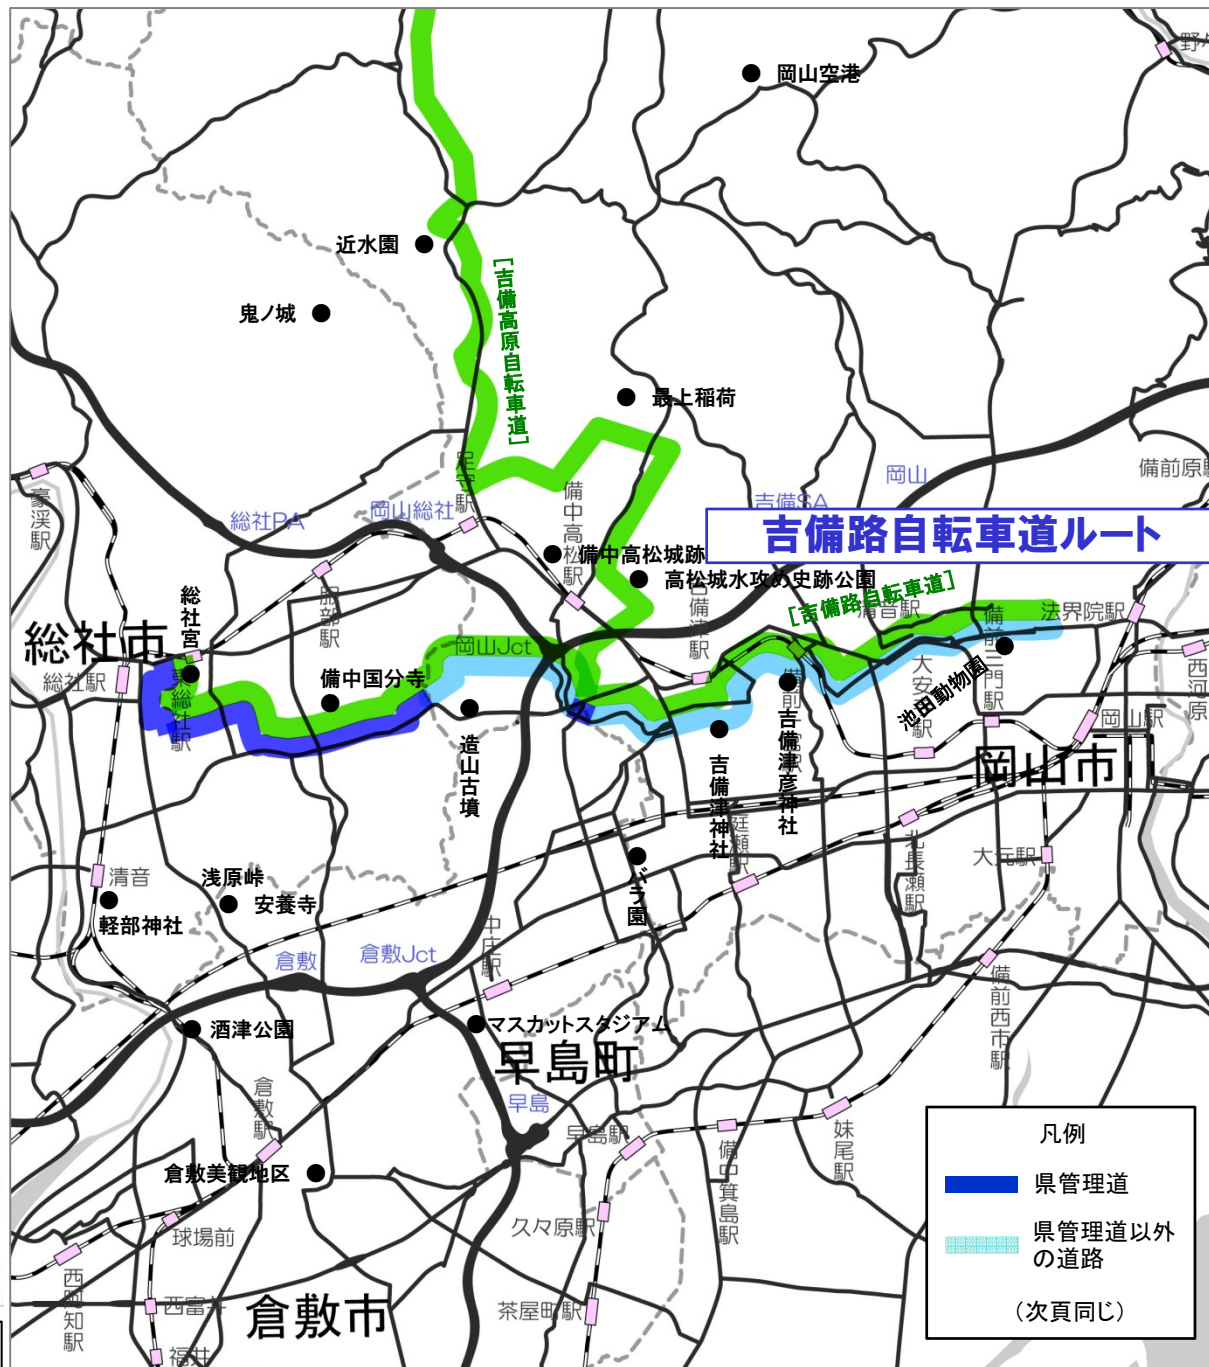 岡山空港
近水園
鬼ノ城
[吉備高原自転車道]
最上稲荷
足守駅
岡山
備前原
豪渓駅
総社PA
岡山総社
備中高松駅
吉備SA
吉備路自転車道ルート
備中高松城跡
高松城水攻め史跡公園
服部駅
[吉備路自転車道]
吉備津駅
法界院駅
総社宮
総社市
総社駅
東総社駅
岡山Jct
備中国分寺
備前三門駅
大安寺駅
池田動物園
西河原
岡山駅
造山古墳
吉備津神社
吉備津彦神社
岡山市
庭瀬駅
北長瀬駅
大元駅
バラ園
清音
軽部神社
浅原峠
安養寺
中庄駅
倉敷
倉敷Jct
備前西市駅
酒津公園
マスカットスタジアム
早島町
早島
早島駅
倉敷駅
妹尾駅
備中箕島駅
倉敷美観地区
球場前
久々原駅
西阿知駅
西富井
倉敷市
茶屋町駅
福井
凡例
県管理道
県管理道以外
の道路
（次頁同じ）